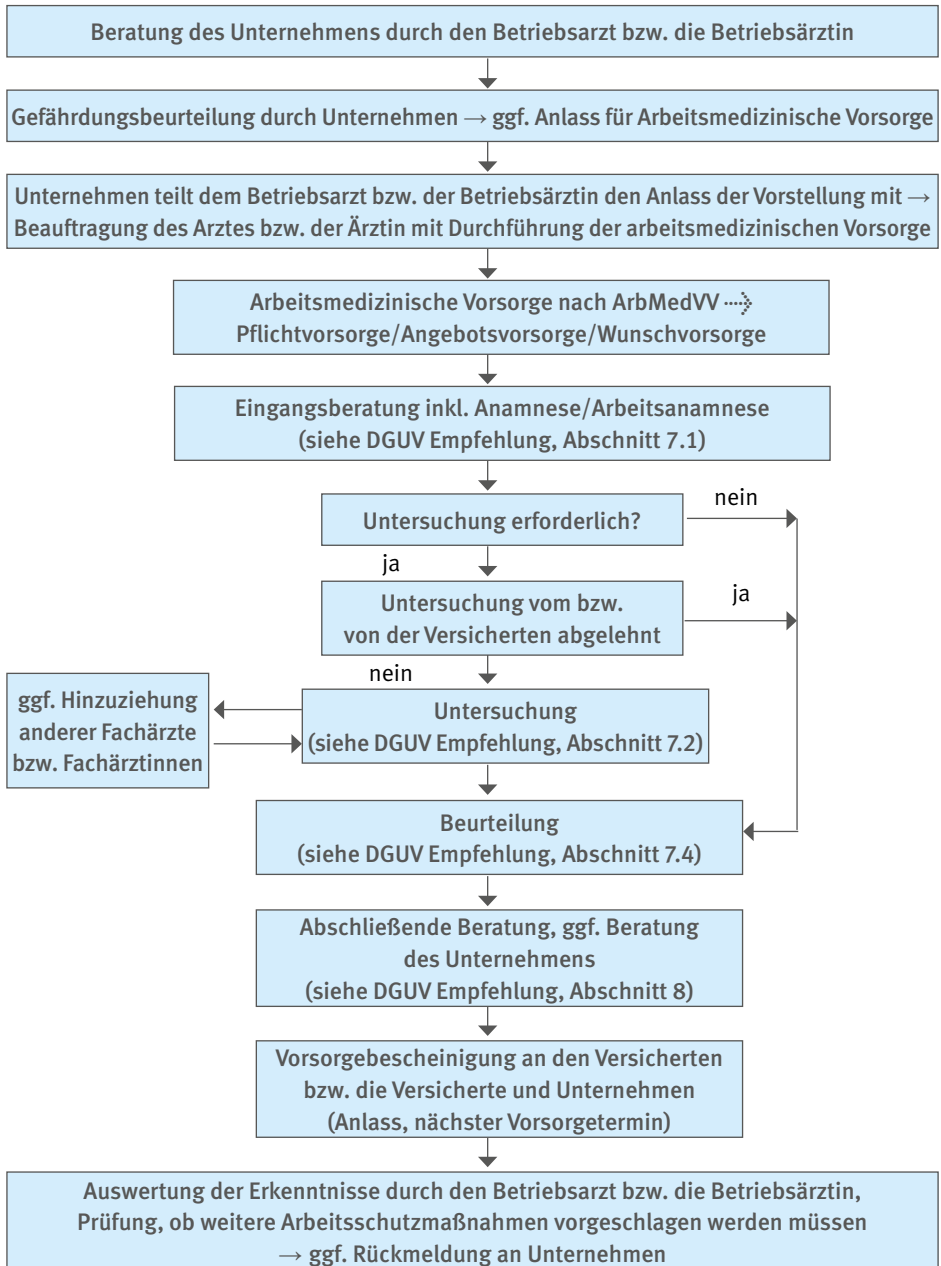 Beratung des Unternehmens durch den Betriebsarzt bzw. die Betriebsärztin
Gefährdungsbeurteilung durch Unternehmen → ggf. Anlass für Arbeitsmedizinische Vorsorge
Unternehmen teilt dem Betriebsarzt bzw. der Betriebsärztin den Anlass der Vorstellung mit →
Beauftragung des Arztes bzw. der Ärztin mit Durchführung der arbeitsmedizinischen Vorsorge
Arbeitsmedizinische Vorsorge nach ArbMedVV ⤑
Pflichtvorsorge/Angebotsvorsorge/Wunschvorsorge
Eingangsberatung inkl. Anamnese/Arbeitsanamnese
(siehe DGUV Empfehlung, Abschnitt 7.1)
nein
Untersuchung erforderlich?
ja
Untersuchung vom bzw.
von der Versicherten abgelehnt
ja
nein
ggf. Hinzuziehung
anderer Fachärzte
bzw. Fachärztinnen
Untersuchung
(siehe DGUV Empfehlung, Abschnitt 7.2)
Beurteilung
(siehe DGUV Empfehlung, Abschnitt 7.4)
Abschließende Beratung, ggf. Beratung
des Unternehmens
(siehe DGUV Empfehlung, Abschnitt 8)
Vorsorgebescheinigung an den Versicherten
bzw. die Versicherte und Unternehmen
(Anlass, nächster Vorsorgetermin)
Auswertung der Erkenntnisse durch den Betriebsarzt bzw. die Betriebsärztin,
Prüfung, ob weitere Arbeitsschutzmaßnahmen vorgeschlagen werden müssen
→ ggf. Rückmeldung an Unternehmen